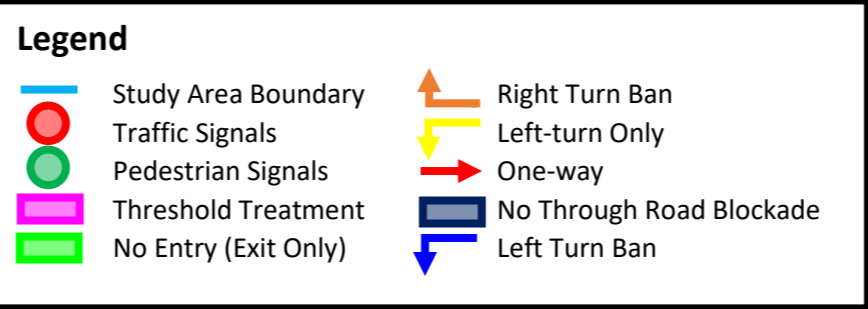 Legend
Study Area Boundary
Traffic Signals
Pedestrian Signals
Threshold Treatment
No Entry (Exit Only)
Right Turn Ban
Left-turn Only
One-way
No Through Road Blockade
Left Turn Ban